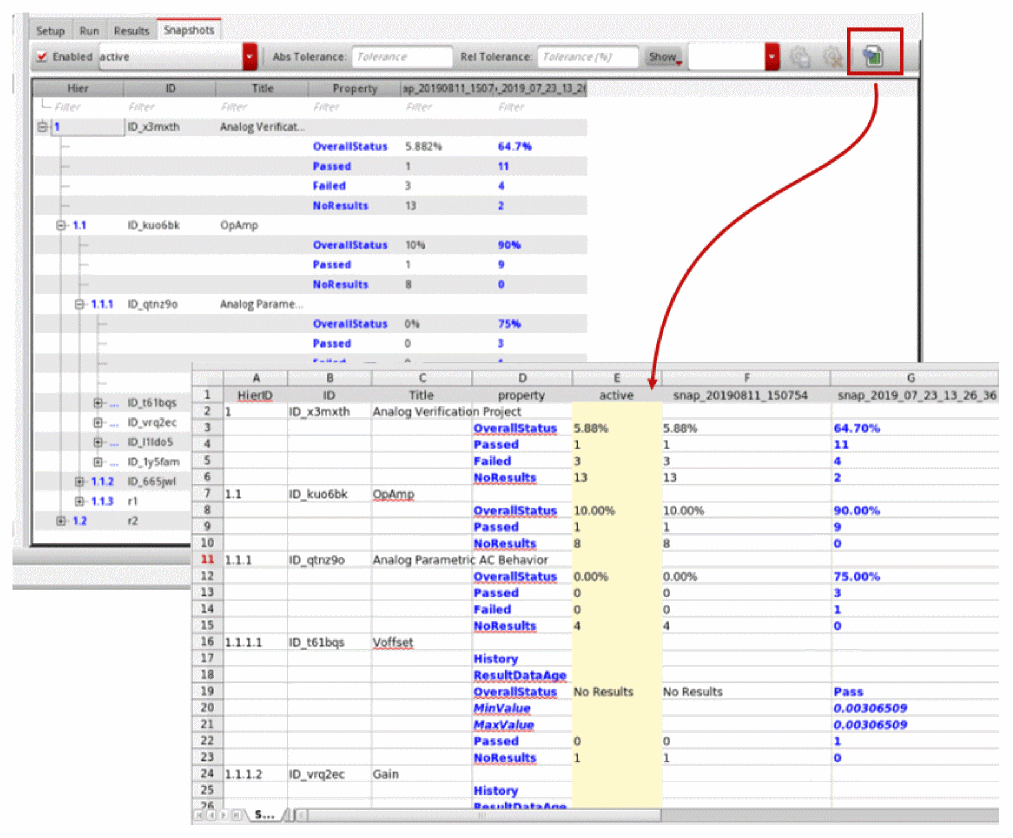 Setup Run Results Snapshots
Enabled active Abs Tolerance: Tolerance Rel Tolerance: Tolerance (%) Show
Hier ID Title Property ap_20190811_1507 _2019_07_23_13_26
Filter Filter Filter Filter Filter Filter
1 ID_x3mxth Analog Verificat...
OverallStatus 5.882% 64.7%
Passed 1 11
Failed 3 4
NoResults 13 2
1.1 ID_kuo6bk OpAmp
OverallStatus 10% 90%
Passed 1 9
NoResults 8 0
1.1.1 ID_qtnz9o Analog Parame...
OverallStatus 0% 75%
Passed 0 3
... ID_t61bqs
... ID_vrq2ec
... ID_l1ldo5
... ID_1y5fam
1.1.2 ID_665jwl
1.1.3 r1
1.2 r2
A B C D E F G
1 HierID ID Title property active snap_20190811_150754 snap_2019_07_23_13_26_36
2 1 ID_x3mxth Analog Verification Project
3 OverallStatus 5.88% 5.88% 64.70%
4 Passed 1 1 11
5 Failed 3 3 4
6 NoResults 13 13 2
7 1.1 ID_kuo6bk OpAmp
8 OverallStatus 10.00% 10.00% 90.00%
9 Passed 1 1 9
10 NoResults 8 8 0
11 1.1.1 ID_qtnz9o Analog Parametric AC Behavior
12 OverallStatus 0.00% 0.00% 75.00%
13 Passed 0 0 3
14 Failed 0 0 1
15 NoResults 4 4 0
16 1.1.1.1 ID_t61bqs Voffset
17 History
18 ResultDataAge
19 OverallStatus No Results No Results Pass
20 MinValue 0.00306509
21 MaxValue 0.00306509
22 Passed 0 0 1
23 NoResults 1 1 0
24 1.1.1.2 ID_vrq2ec Gain
25 History
26 ResultDataAge
S...